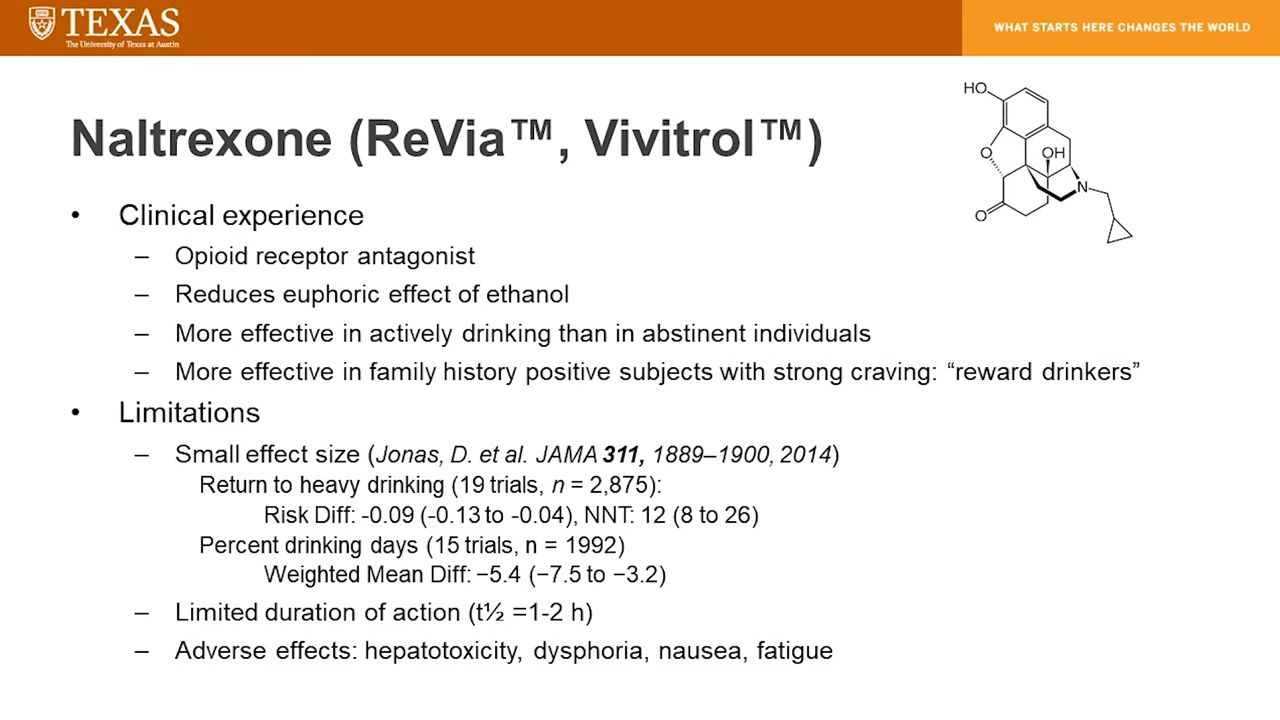 TEXAS
The University of Texas at Austin
WHAT STARTS HERE CHANGES THE WORLD
Naltrexone (ReVia™, Vivitrol™)
HO
O
OH
N
O
• Clinical experience
– Opioid receptor antagonist
– Reduces euphoric effect of ethanol
– More effective in actively drinking than in abstinent individuals
– More effective in family history positive subjects with strong craving: “reward drinkers”
• Limitations
– Small effect size (Jonas, D. et al. JAMA 311, 1889–1900, 2014)
Return to heavy drinking (19 trials, n = 2,875):
Risk Diff: -0.09 (-0.13 to -0.04), NNT: 12 (8 to 26)
Percent drinking days (15 trials, n = 1992)
Weighted Mean Diff: −5.4 (−7.5 to −3.2)
– Limited duration of action (t½ =1-2 h)
– Adverse effects: hepatotoxicity, dysphoria, nausea, fatigue